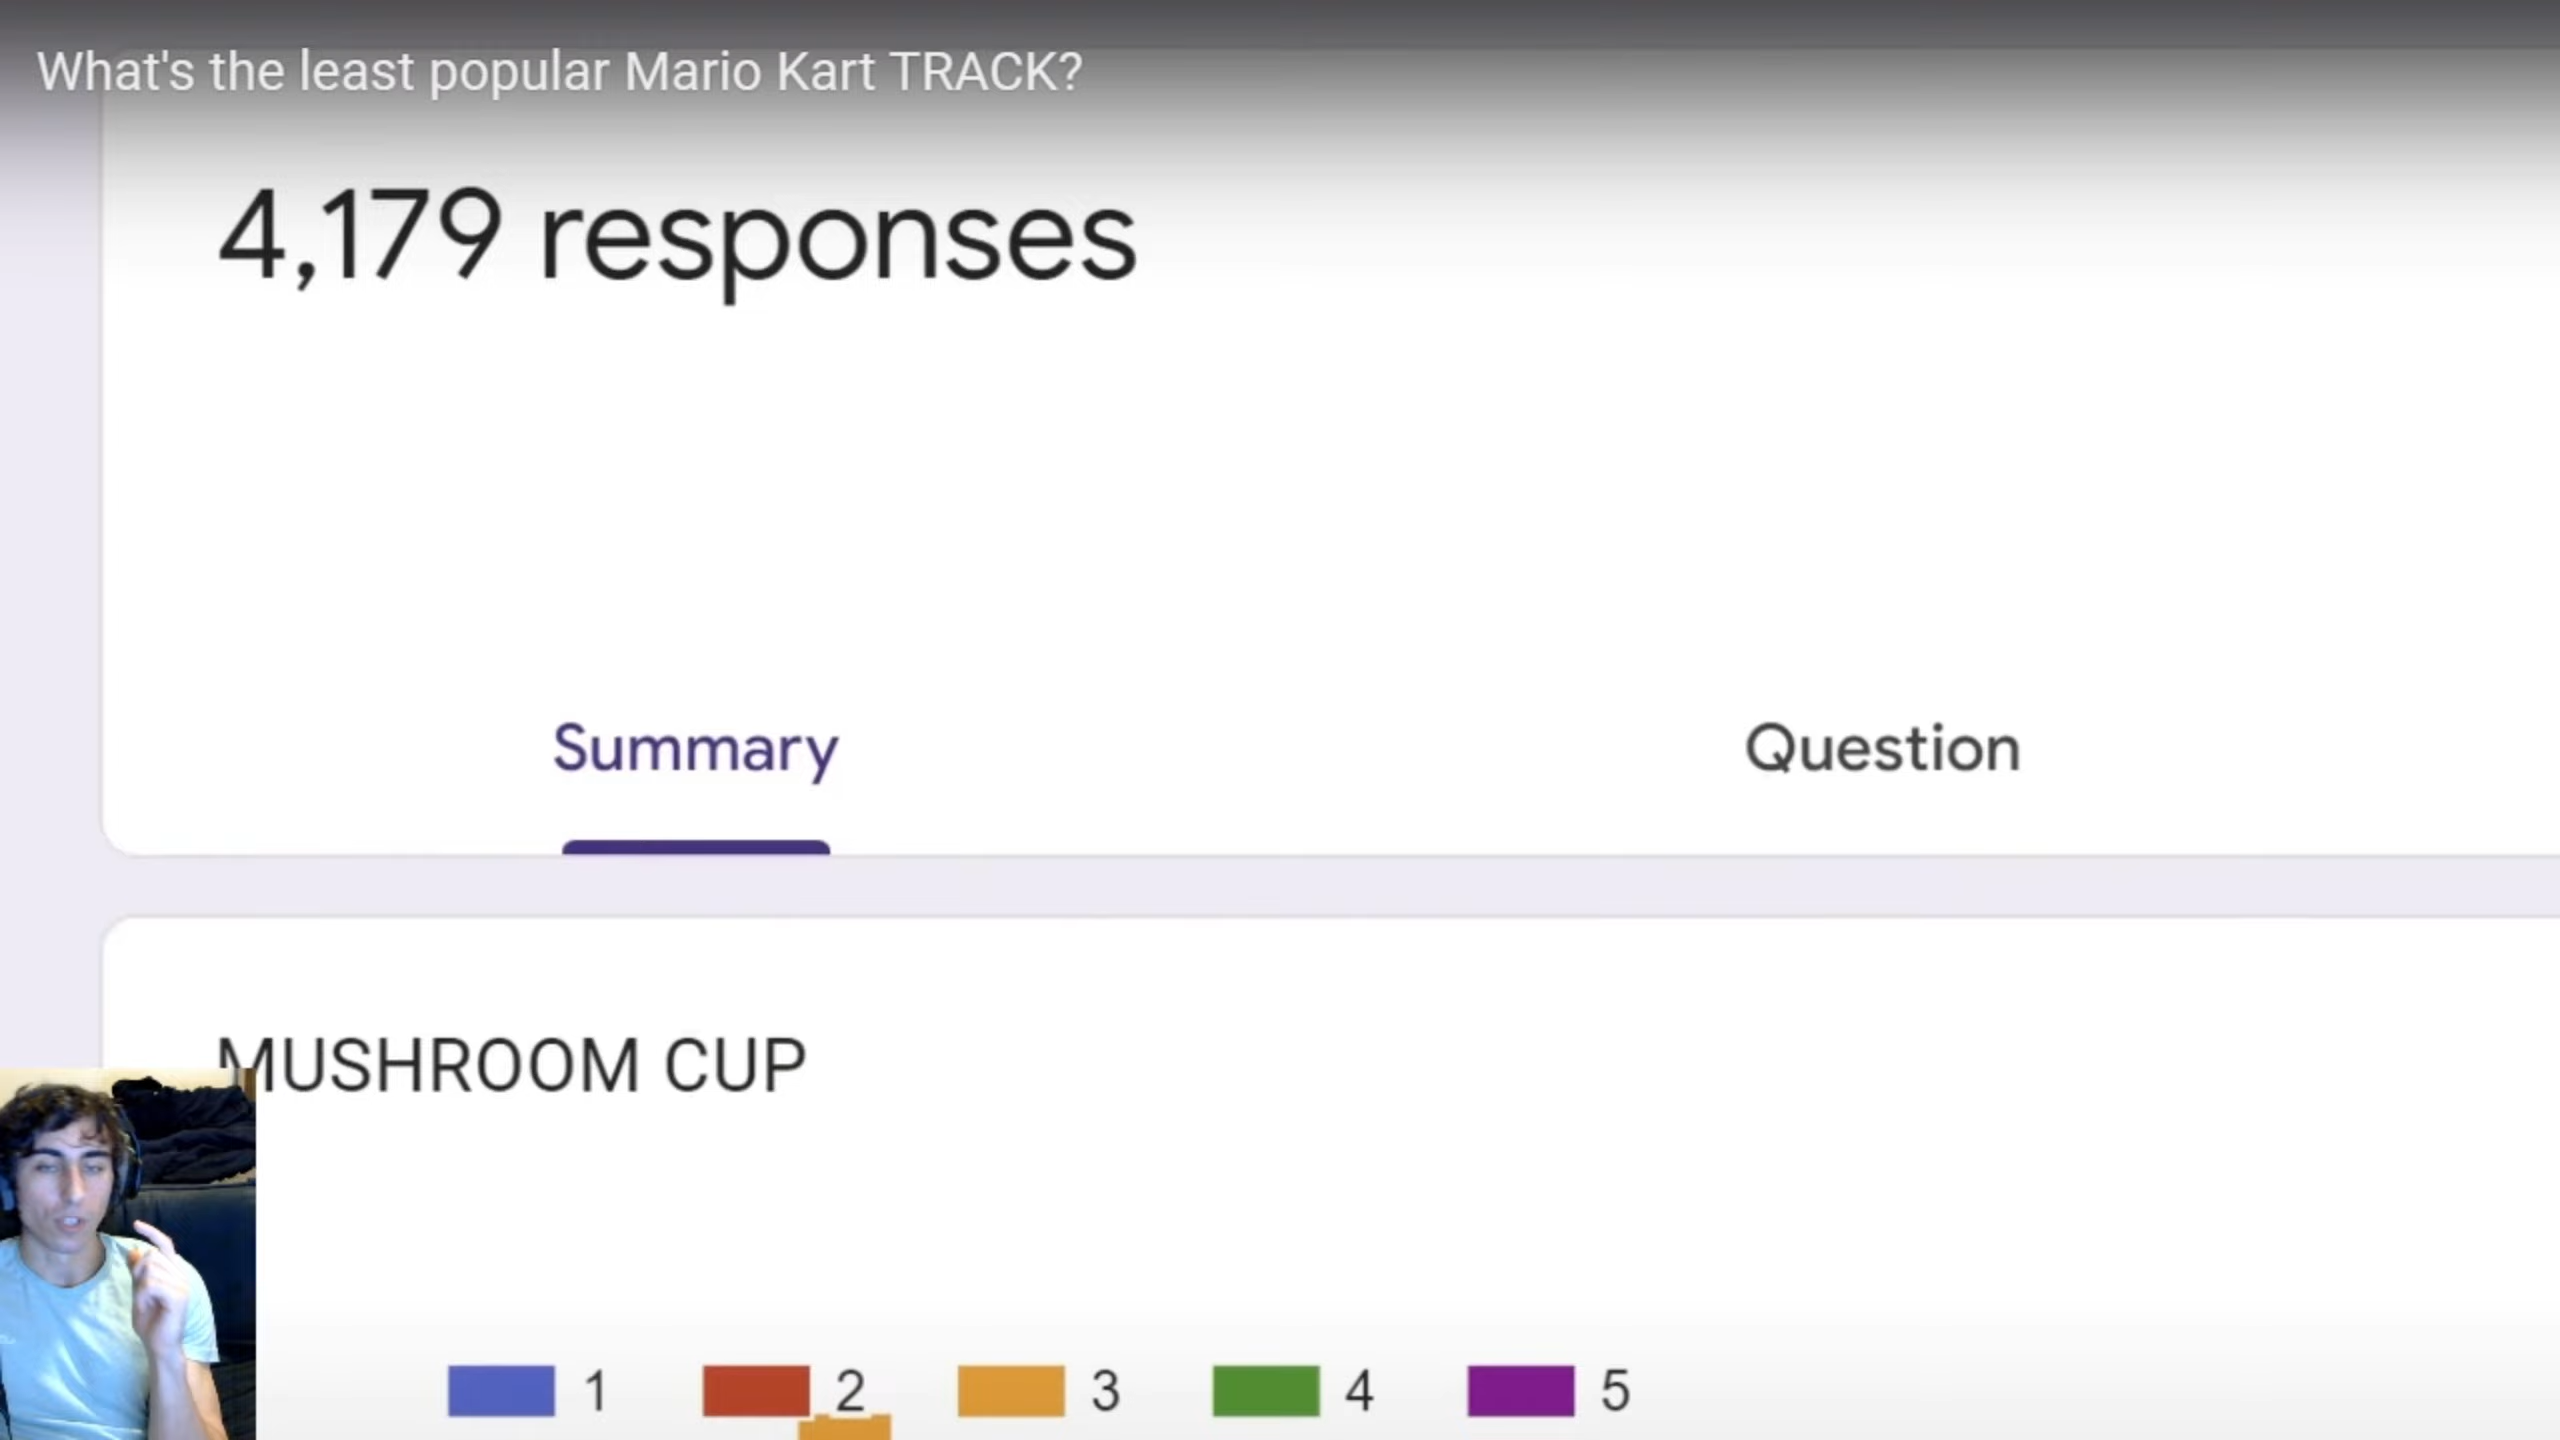 What's the least popular Mario Kart TRACK?
4,179 responses
Summary
Question
MUSHROOM CUP
1
2
3
4
5